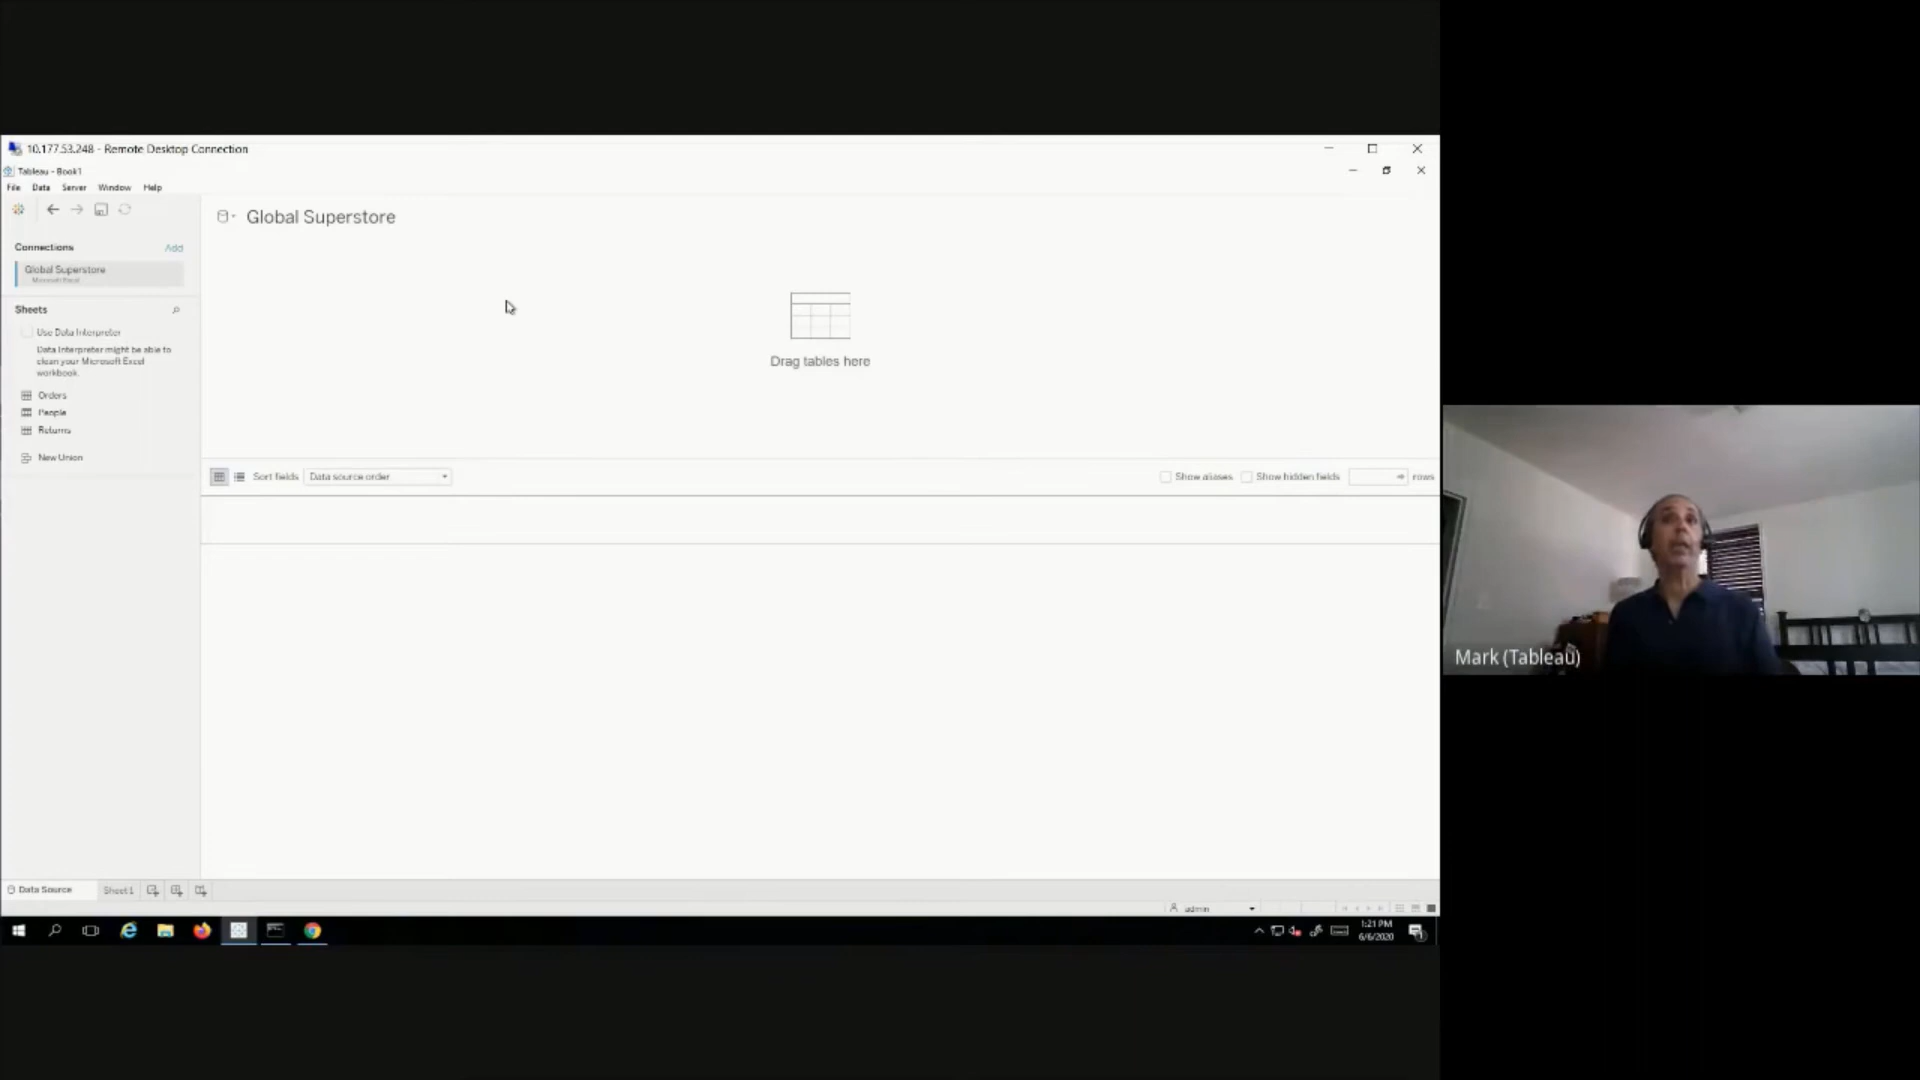 10.177.53.248 - Remote Desktop Connection
Tableau - Book1
File Data Server Window Help
Global Superstore
Connections Add
Global Superstore
Microsoft Excel
Sheets
Use Data Interpreter
Data Interpreter might be able to
clean your Microsoft Excel
workbook.
Orders
People
Returns
New Union
Drag tables here
Sort fields Data source order Show aliases Show hidden fields rows
Data Source Sheet1
admin
1:21 PM
6/6/2020
Mark (Tableau)